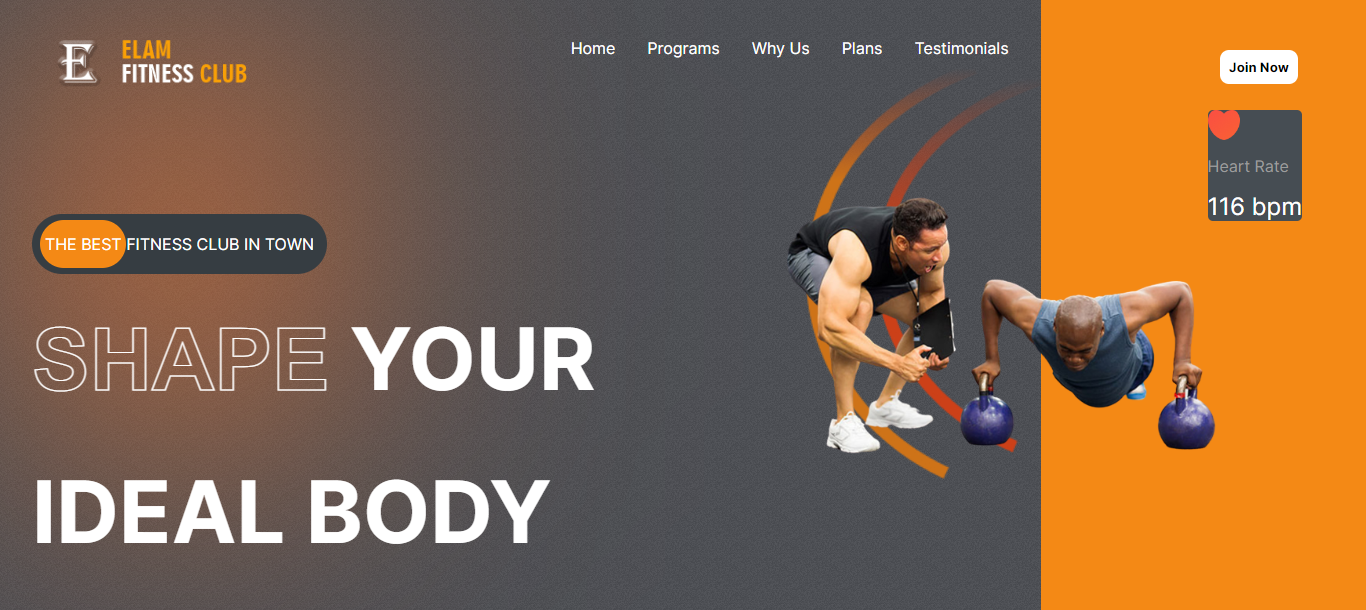 E
ELAM
FITNESS CLUB
Home Programs Why Us Plans Testimonials
Join Now
Heart Rate
116 bpm
THE BEST FITNESS CLUB IN TOWN
SHAPE YOUR
IDEAL BODY